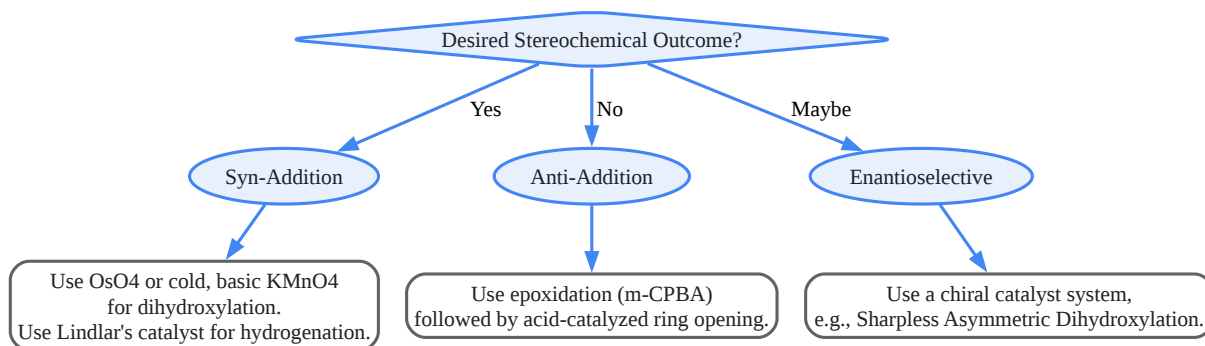 Desired Stereochemical Outcome?
Yes
No
Maybe
Syn-Addition
Anti-Addition
Enantioselective
Use OsO4 or cold, basic KMnO4
for dihydroxylation.
Use Lindlar's catalyst for hydrogenation.
Use epoxidation (m-CPBA)
followed by acid-catalyzed ring opening.
Use a chiral catalyst system,
e.g., Sharpless Asymmetric Dihydroxylation.